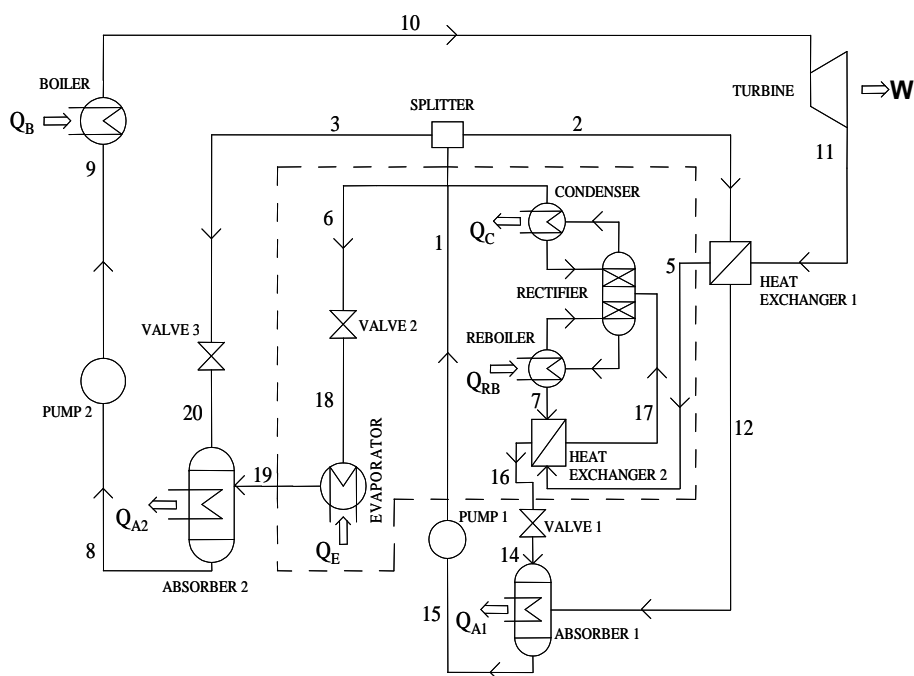 10
BOILER
Q_B
TURBINE
W
SPLITTER
3
2
9
11
CONDENSER
6
Q_C
1
5
RECTIFIER
HEAT
EXCHANGER 1
VALVE 3
VALVE 2
REBOILER
Q_RB
PUMP 2
20
18
7
17
12
HEAT
EXCHANGER 2
16
EVAPORATOR
19
Q_A2
PUMP 1
VALVE 1
8
Q_E
14
ABSORBER 2
15
Q_A1
ABSORBER 1